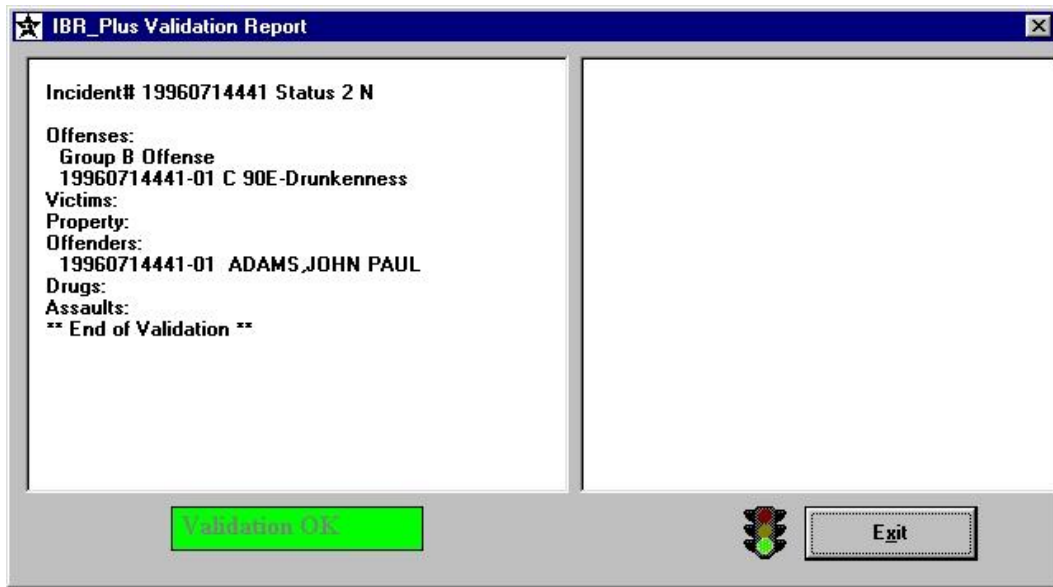 IBR_Plus Validation Report
Incident# 19960714441 Status 2 N
Offenses:
Group B Offense
19960714441-01 C 90E-Drunkenness
Victims:
Property:
Offenders:
19960714441-01 ADAMS,JOHN PAUL
Drugs:
Assaults:
** End of Validation **
Validation OK
Exit